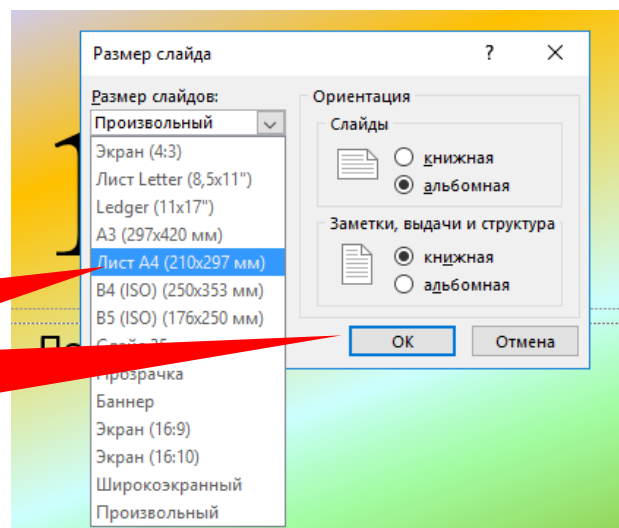 Размер слайда
Размер слайдов:
Произвольный
Экран (4:3)
Лист Letter (8,5x11")
Ledger (11x17")
A3 (297x420 мм)
Лист A4 (210x297 мм)
B4 (ISO) (250x353 мм)
B5 (ISO) (176x250 мм)
Прозрачка
Баннер
Экран (16:9)
Экран (16:10)
Широкоэкранный
Произвольный
Ориентация
Слайды
книжная
альбомная
Заметки, выдачи и структура
книжная
альбомная
ОК
Отмена